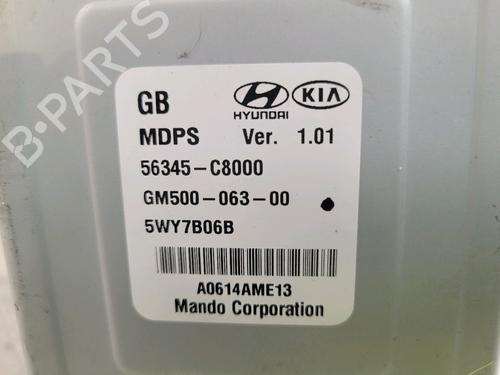 B-PARTS
GB HYUNDAI KIA
MDPS Ver. 1.01
56345-C8000
GM500-063-00
5WY7B06B
A0614AME13
Mando Corporation